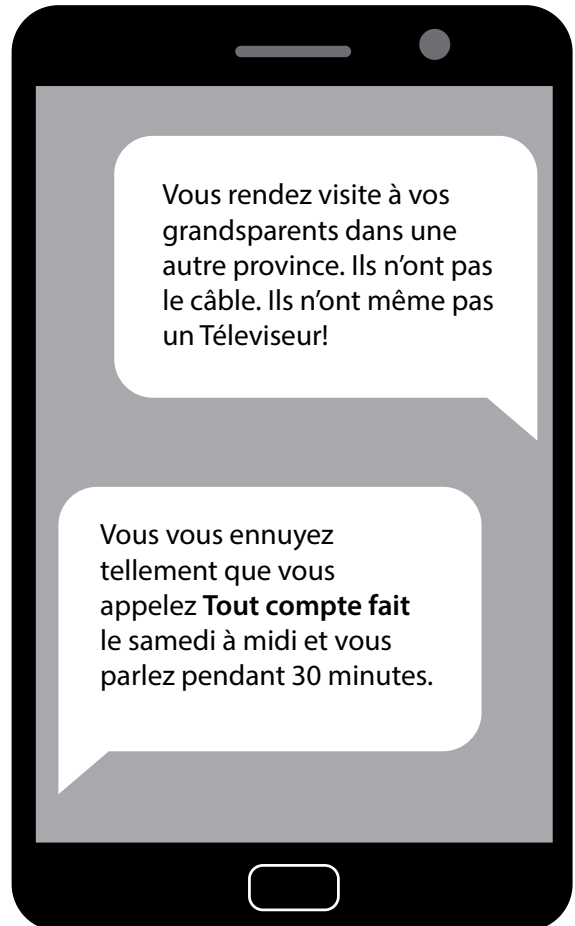 Vous rendez visite à vos
grandsparents dans une
autre province. Ils n'ont pas
le câble. Ils n'ont même pas
un Téleviseur!
Vous vous ennuyez
tellement que vous
appelez Tout compte fait
le samedi à midi et vous
parlez pendant 30 minutes.